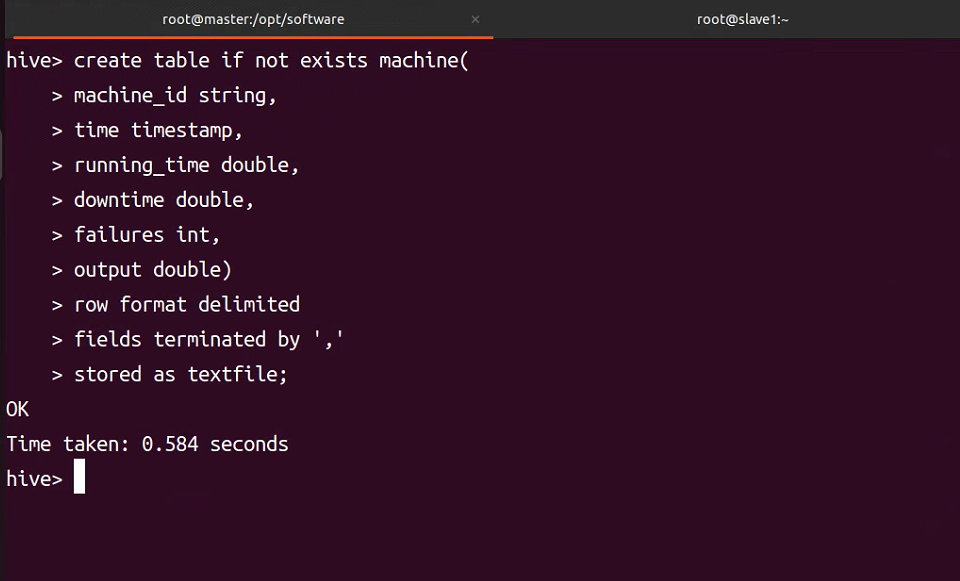 root@master:/opt/software × root@slave1:~
hive> create table if not exists machine(
> machine_id string,
> time timestamp,
> running_time double,
> downtime double,
> failures int,
> output double)
> row format delimited
> fields terminated by ','
> stored as textfile;
OK
Time taken: 0.584 seconds
hive>